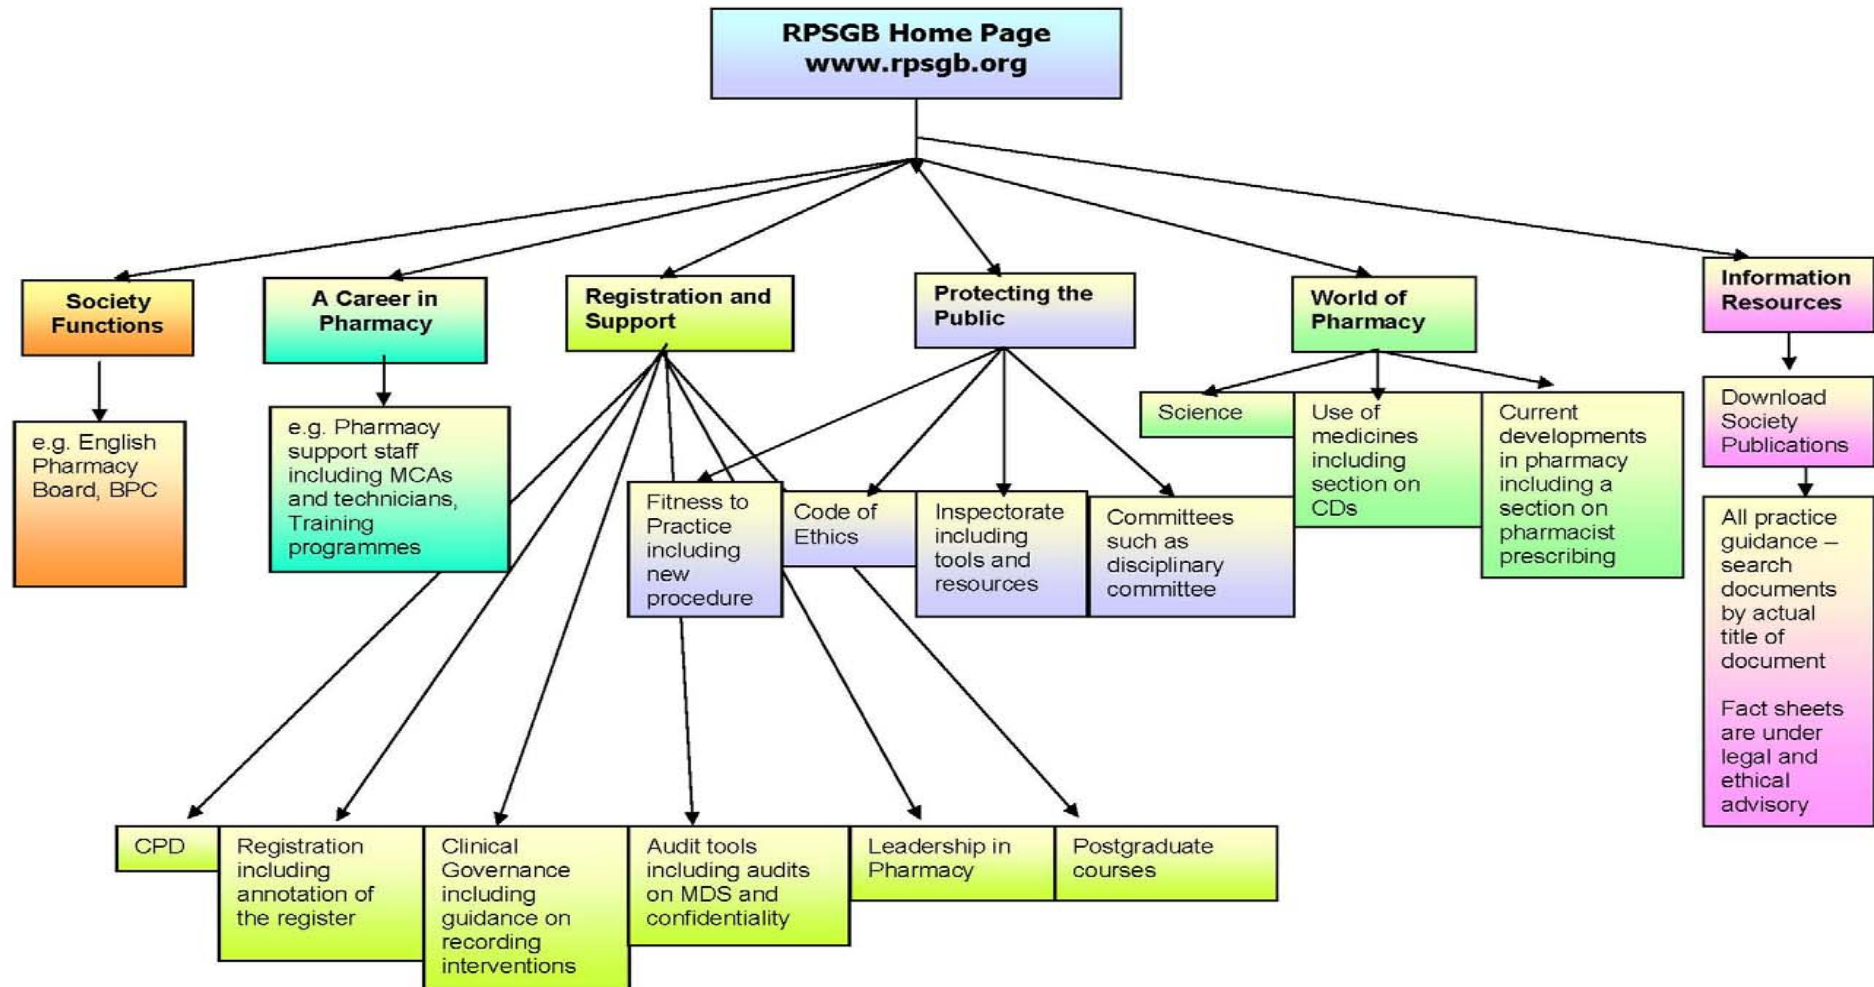 RPSGB Home Page
www.rpsgb.org
Society
Functions
A Career in
Pharmacy
Registration and
Support
Protecting the
Public
World of
Pharmacy
Information
Resources
e.g. English
Pharmacy
Board, BPC
e.g. Pharmacy
support staff
including MCAs
and technicians,
Training
programmes
Fitness to
Practice
including
new
procedure
Code of
Ethics
Inspectorate
including
tools and
resources
Committees
such as
disciplinary
committee
Science
Use of
medicines
including
section on
CDs
Current
developments
in pharmacy
including a
section on
pharmacist
prescribing
Download
Society
Publications
All practice
guidance –
search
documents
by actual
title of
document
Fact sheets
are under
legal and
ethical
advisory
CPD
Registration
including
annotation of
the register
Clinical
Governance
including
guidance on
recording
interventions
Audit tools
including audits
on MDS and
confidentiality
Leadership in
Pharmacy
Postgraduate
courses